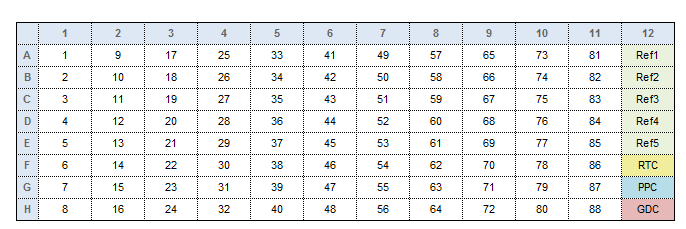 1 2 3 4 5 6 7 8 9 10 11 12
A 1 9 17 25 33 41 49 57 65 73 81 Ref1
B 2 10 18 26 34 42 50 58 66 74 82 Ref2
C 3 11 19 27 35 43 51 59 67 75 83 Ref3
D 4 12 20 28 36 44 52 60 68 76 84 Ref4
E 5 13 21 29 37 45 53 61 69 77 85 Ref5
F 6 14 22 30 38 46 54 62 70 78 86 RTC
G 7 15 23 31 39 47 55 63 71 79 87 PPC
H 8 16 24 32 40 48 56 64 72 80 88 GDC